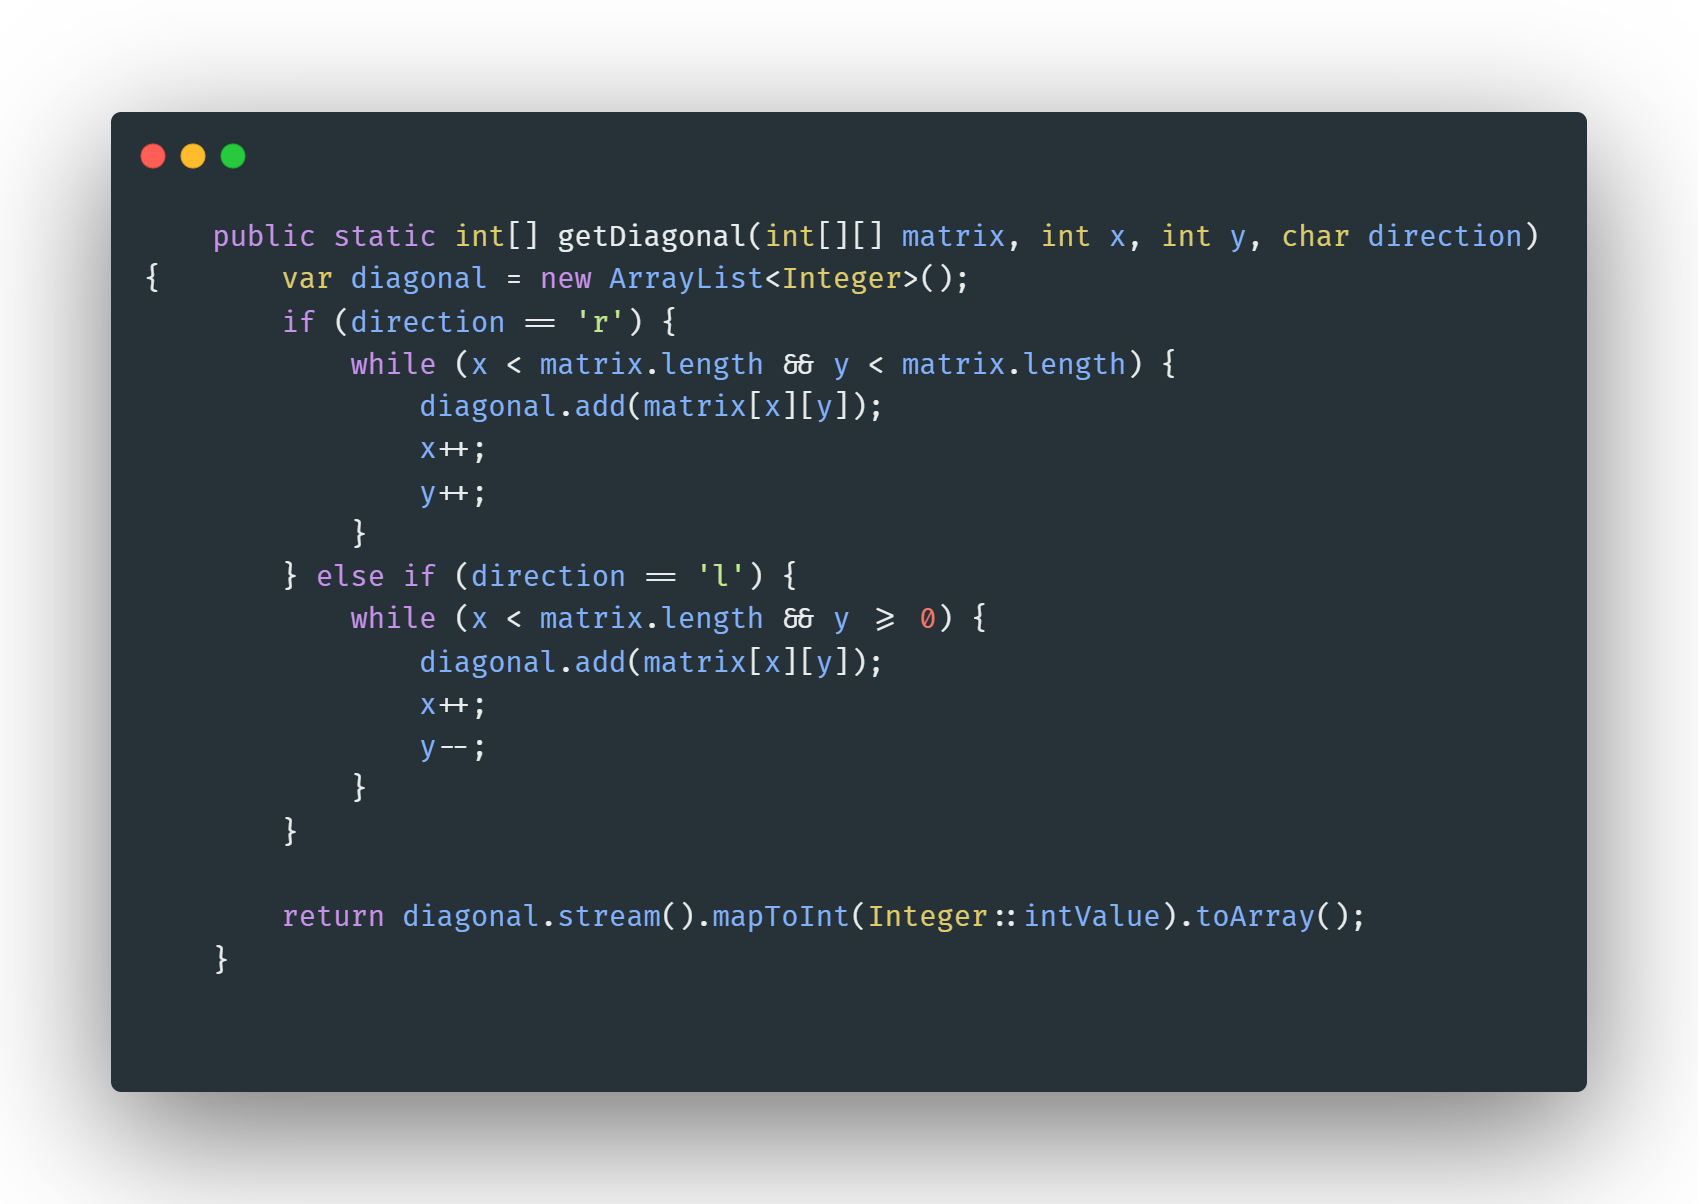 public static int[] getDiagonal(int[][] matrix, int x, int y, char direction)
{       var diagonal = new ArrayList<Integer>();
        if (direction == 'r') {
            while (x < matrix.length && y < matrix.length) {
                diagonal.add(matrix[x][y]);
                x++;
                y++;
            }
        } else if (direction == 'l') {
            while (x < matrix.length && y >= 0) {
                diagonal.add(matrix[x][y]);
                x++;
                y--;
            }
        }

        return diagonal.stream().mapToInt(Integer::intValue).toArray();
    }